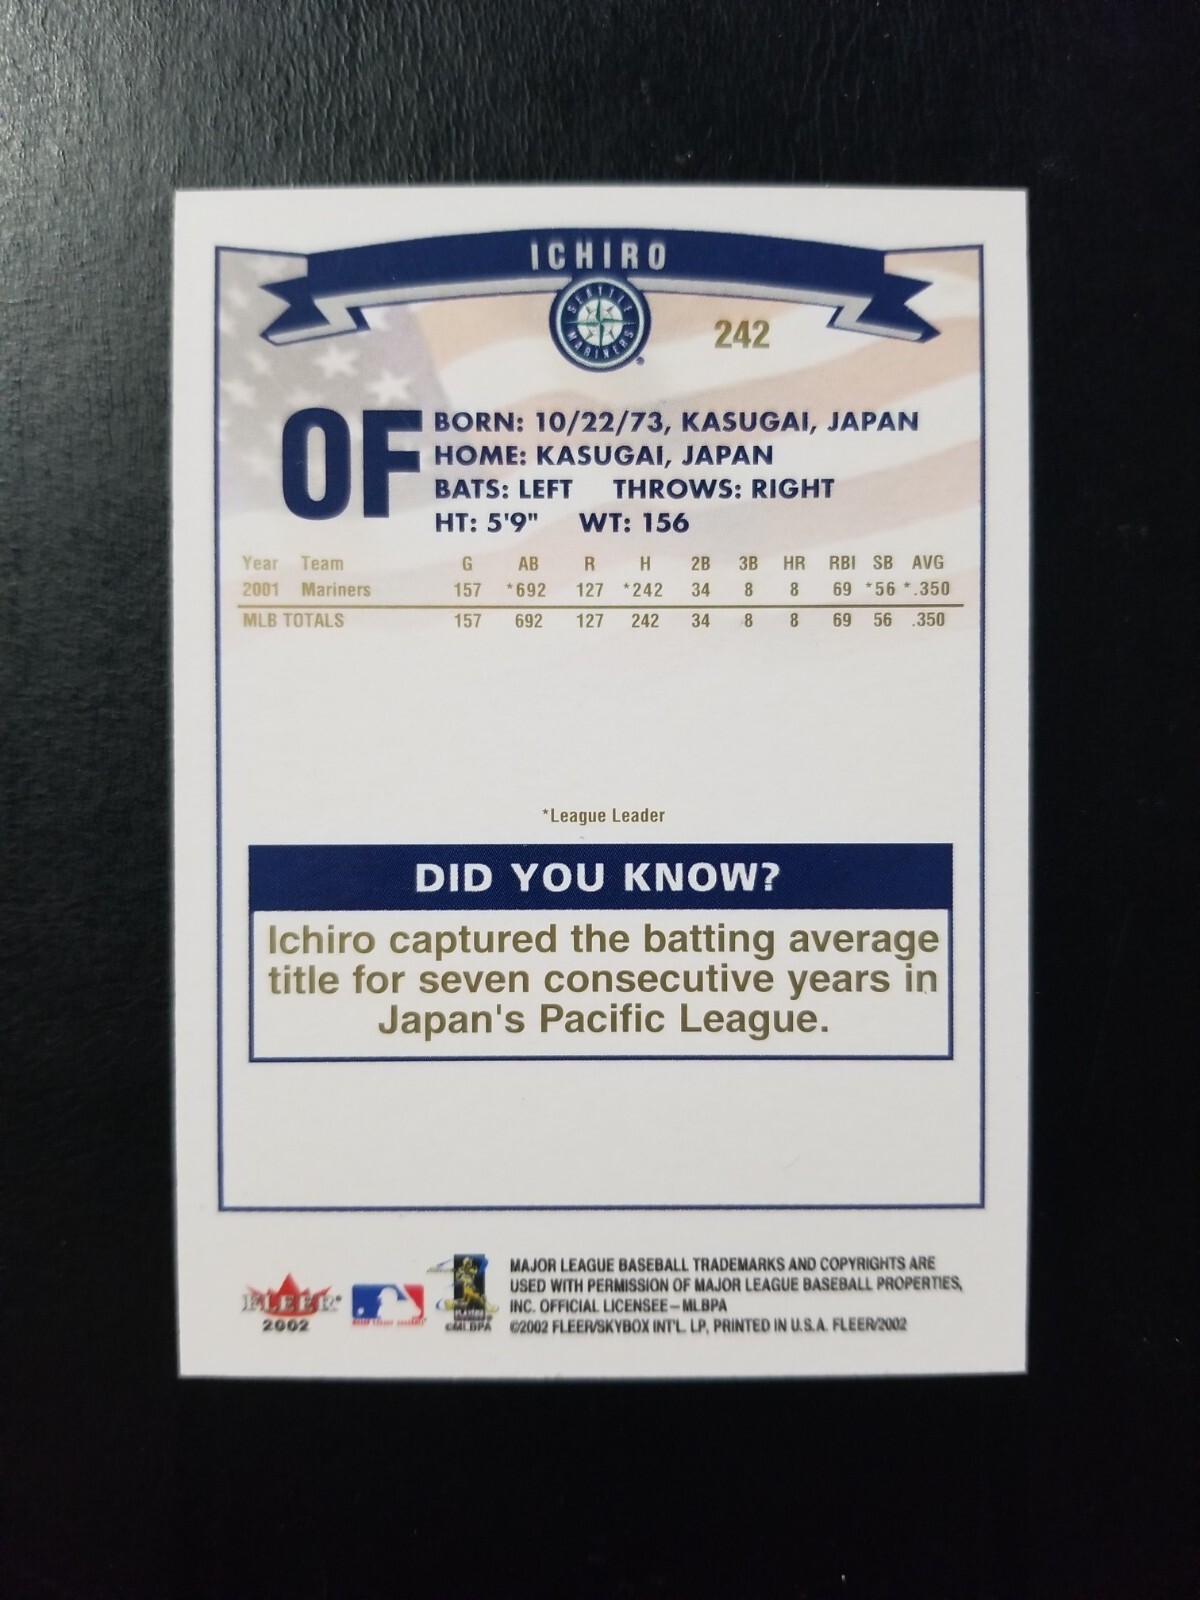 ICHIRO
SEATTLE
MARINERS
242
OF
BORN: 10/22/73, KASUGAI, JAPAN
HOME: KASUGAI, JAPAN
BATS: LEFT THROWS: RIGHT
HT: 5'9" WT: 156
Year Team G AB R H 2B 3B HR RBI SB AVG
2001 Mariners 157 *692 127 *242 34 8 8 69 *56 *.350
MLB TOTALS 157 692 127 242 34 8 8 69 56 .350
*League Leader
DID YOU KNOW?
Ichiro captured the batting average
title for seven consecutive years in
Japan's Pacific League.
FLEER
2002
PLAYERS
©MLBPA
MAJOR LEAGUE BASEBALL TRADEMARKS AND COPYRIGHTS ARE
USED WITH PERMISSION OF MAJOR LEAGUE BASEBALL PROPERTIES,
INC. OFFICIAL LICENSEE–MLBPA
©2002 FLEER/SKYBOX INT'L. LP, PRINTED IN U.S.A. FLEER/2002